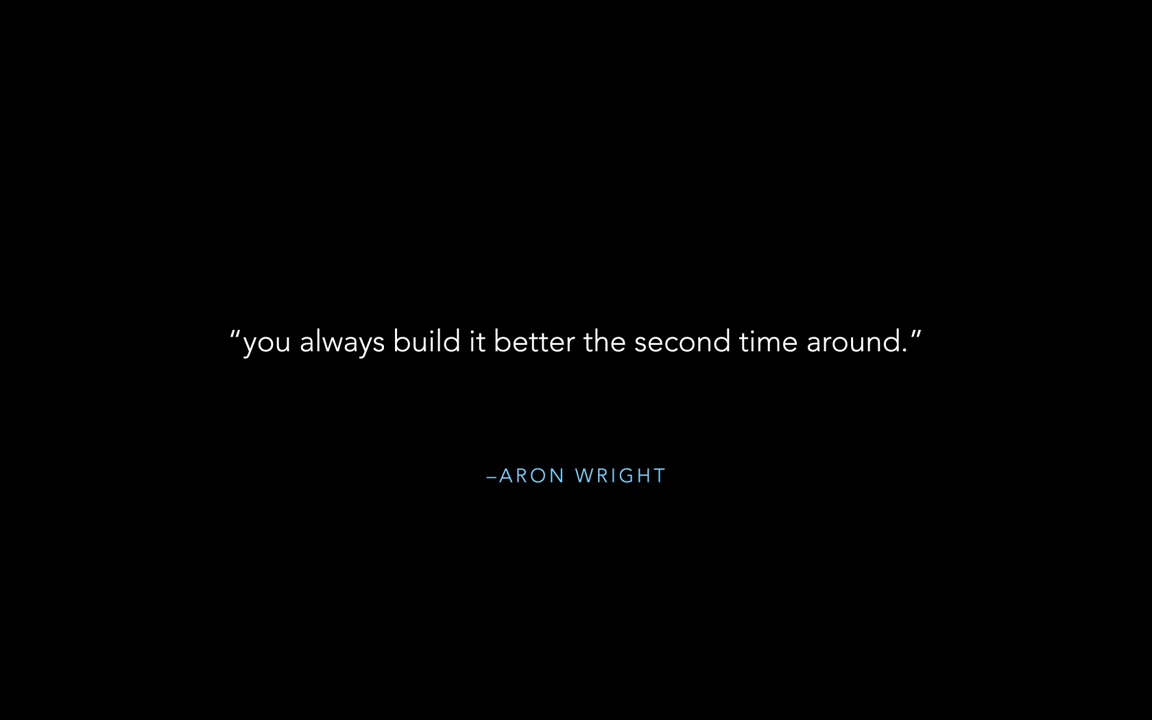 “you always build it better the second time around.”
–ARON WRIGHT